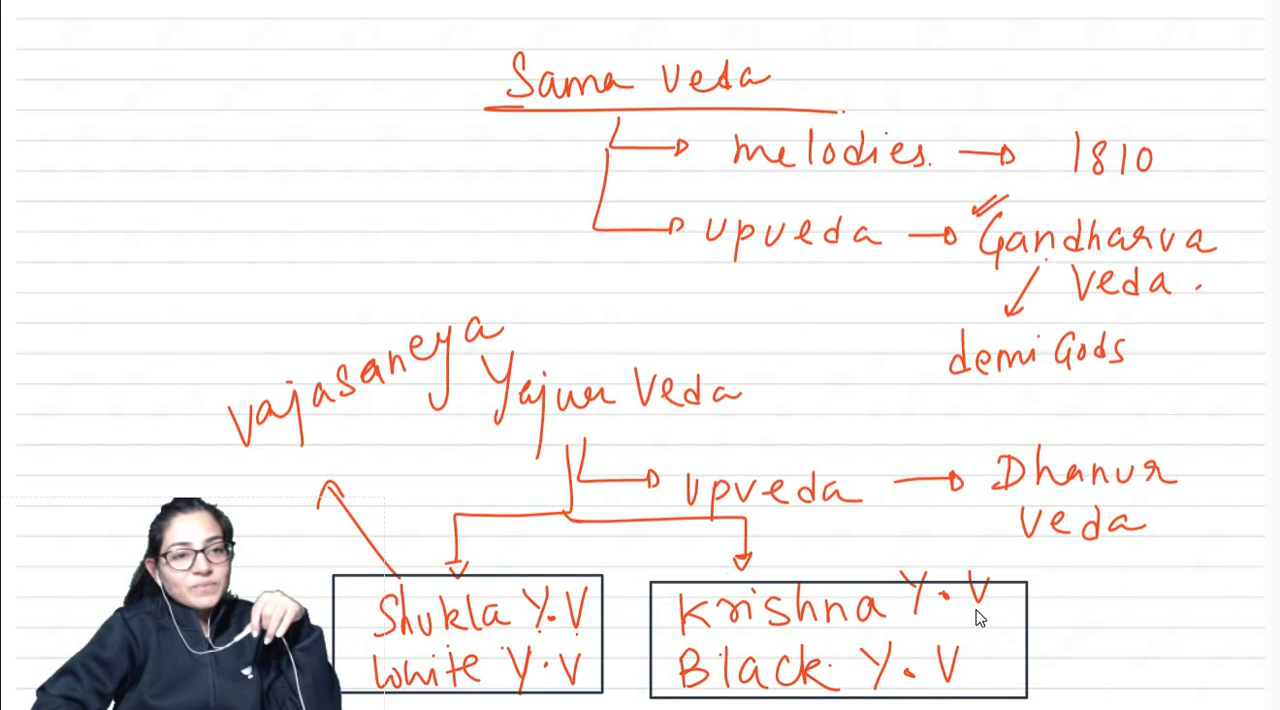 Sama Veda
melodies. → 1810
upveda → Gandharva
Veda.
demi Gods
vajasaneya
Yajur Veda
upveda → Dhanur
Veda
Shukla Y.V
White Y.V
Krishna Y.V
Black. Y.V